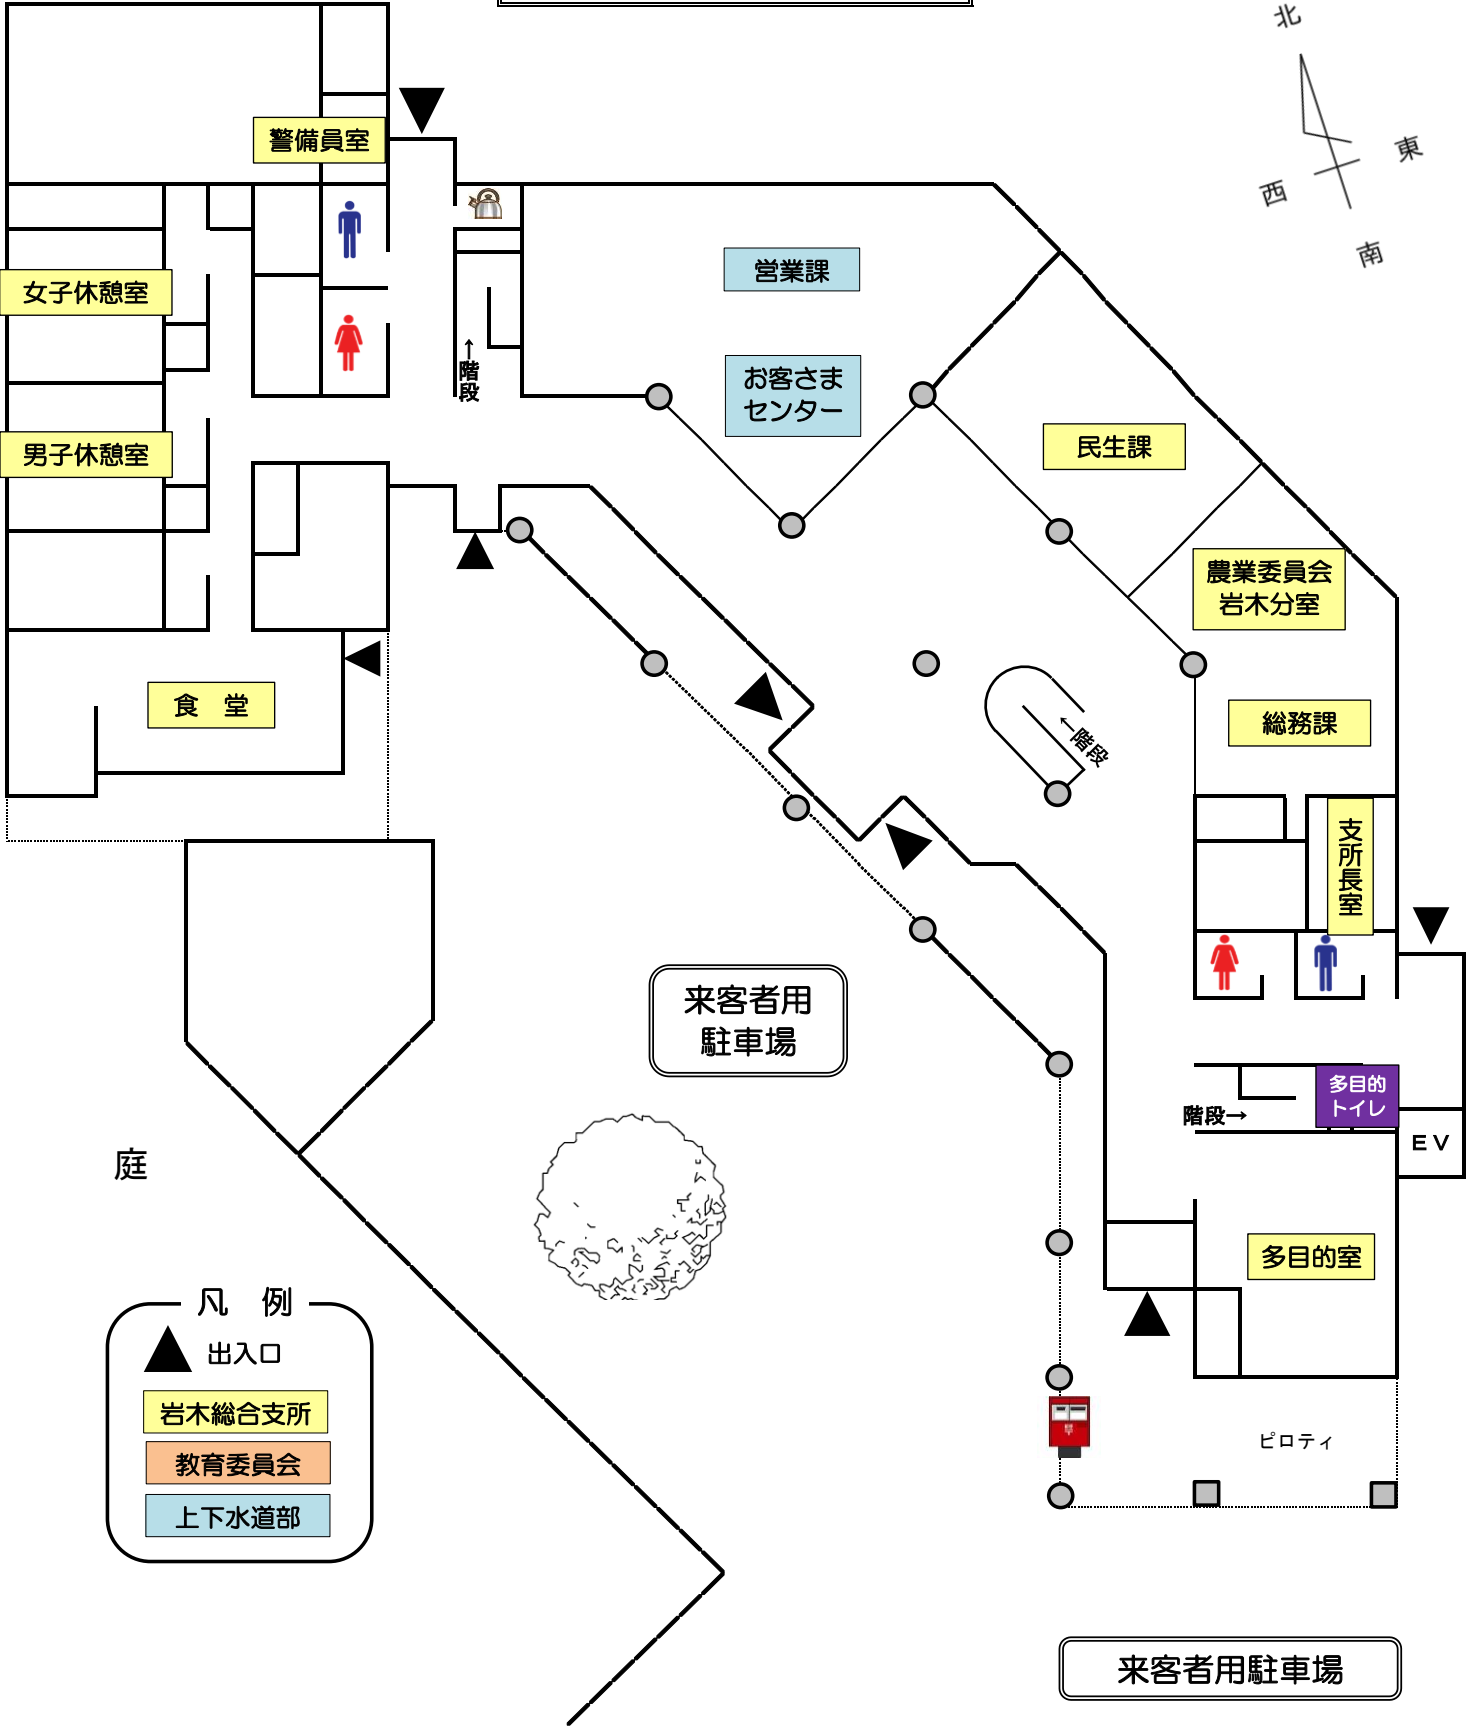 北
東
西
南
警備員室
営業課
女子休憩室
↑階段
お客さま
センター
民生課
男子休憩室
農業委員会
岩木分室
食　堂
総務課
←階段
支所長室
来客者用
駐車場
多目的
トイレ
階段→
ＥＶ
庭
多目的室
凡　例
出入口
岩木総合支所
教育委員会
上下水道部
ピロティ
来客者用駐車場